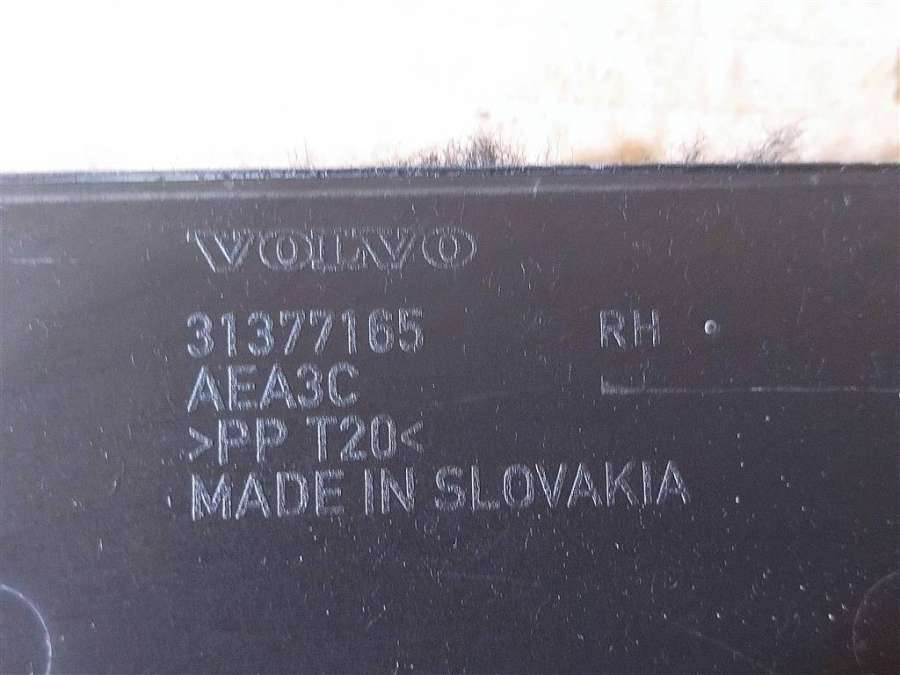 VOLVO
31377165 RH
AEA3C
>PP T20<
MADE IN SLOVAKIA